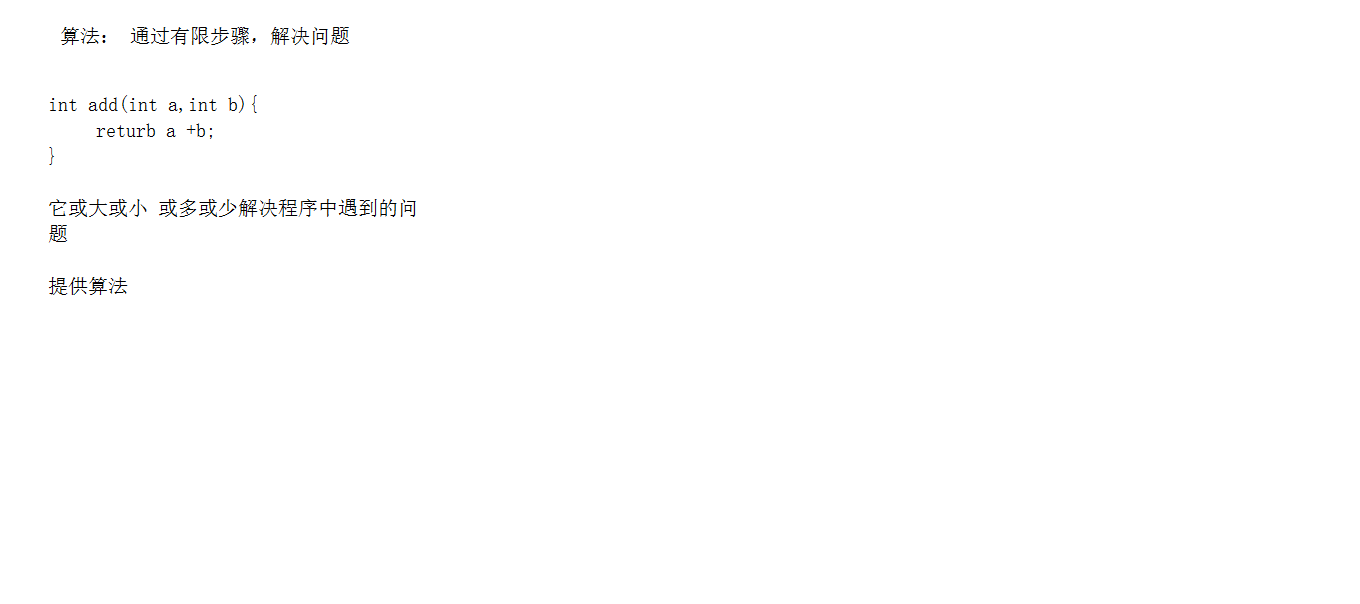 算法： 通过有限步骤，解决问题
int add(int a,int b){
returb a +b;
}
它或大或小 或多或少解决程序中遇到的问
题
提供算法